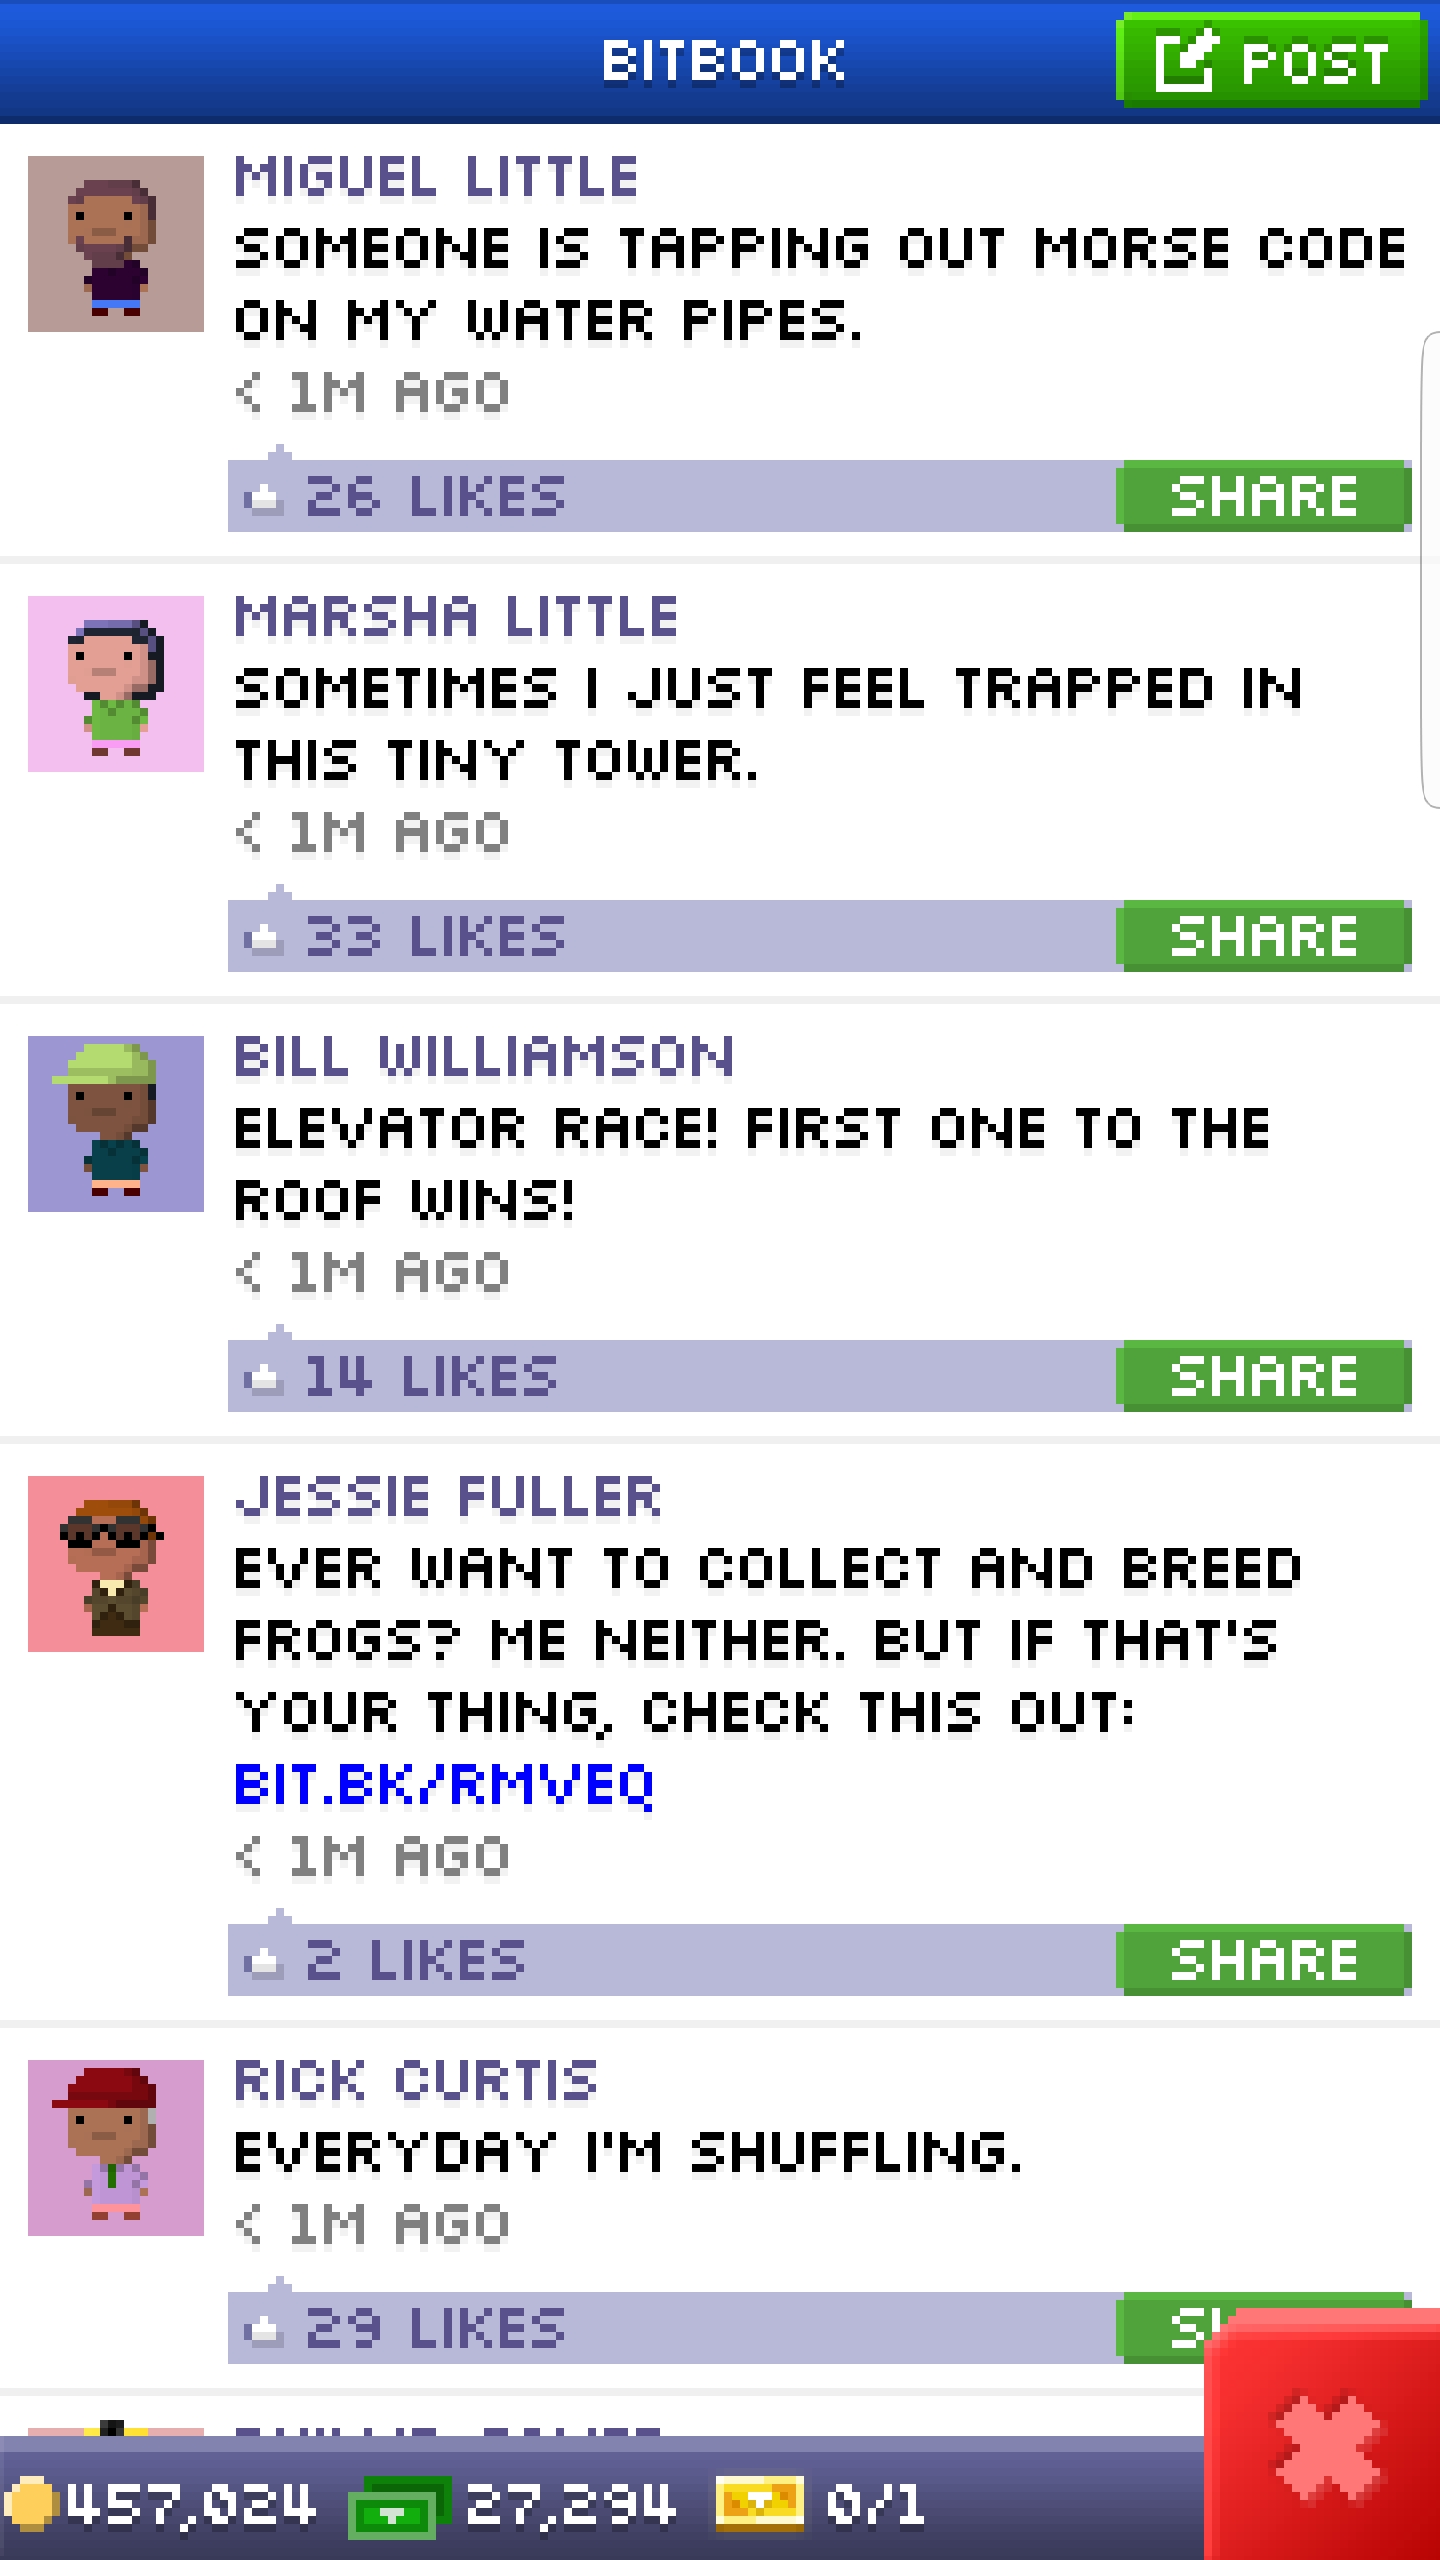 BITBOOK
POST
MIGUEL LITTLE
SOMEONE IS TAPPING OUT MORSE CODE
ON MY WATER PIPES.
< 1M AGO
26 LIKES
SHARE
MARSHA LITTLE
SOMETIMES I JUST FEEL TRAPPED IN
THIS TINY TOWER.
< 1M AGO
33 LIKES
SHARE
BILL WILLIAMSON
ELEVATOR RACE! FIRST ONE TO THE
ROOF WINS!
< 1M AGO
14 LIKES
SHARE
JESSIE FULLER
EVER WANT TO COLLECT AND BREED
FROGS? ME NEITHER. BUT IF THAT'S
YOUR THING, CHECK THIS OUT:
BIT.BK/RMVEQ
< 1M AGO
2 LIKES
SHARE
RICK CURTIS
EVERYDAY I'M SHUFFLING.
< 1M AGO
29 LIKES
457,024
27,294
0/1